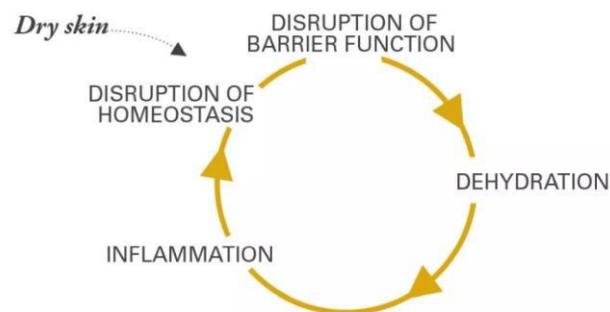 Dry skin
DISRUPTION OF
BARRIER FUNCTION
DISRUPTION OF
HOMEOSTASIS
DEHYDRATION
INFLAMMATION